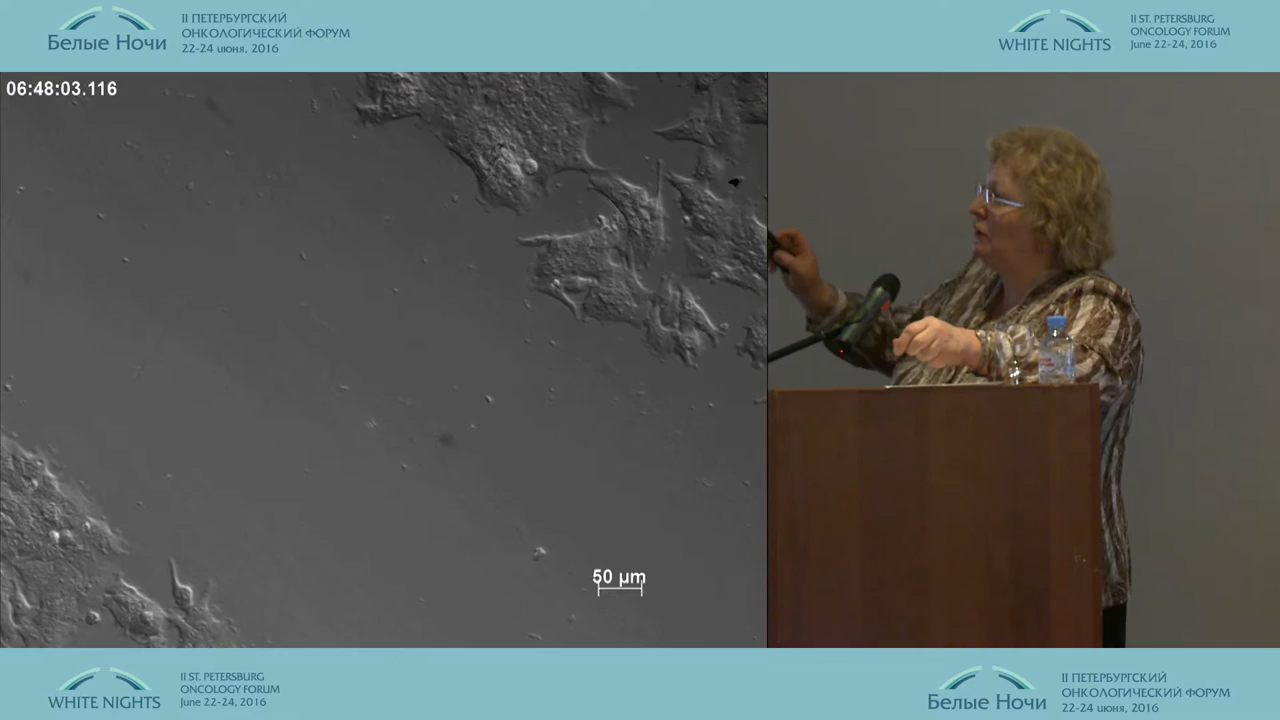 Белые Ночи
II ПЕТЕРБУРГСКИЙ
ОНКОЛОГИЧЕСКИЙ ФОРУМ
22-24 июня, 2016
WHITE NIGHTS
II ST. PETERSBURG
ONCOLOGY FORUM
June 22-24, 2016
06:48:03.116
50 µm
WHITE NIGHTS
II ST. PETERSBURG
ONCOLOGY FORUM
June 22-24, 2016
Белые Ночи
II ПЕТЕРБУРГСКИЙ
ОНКОЛОГИЧЕСКИЙ ФОРУМ
22-24 июня, 2016